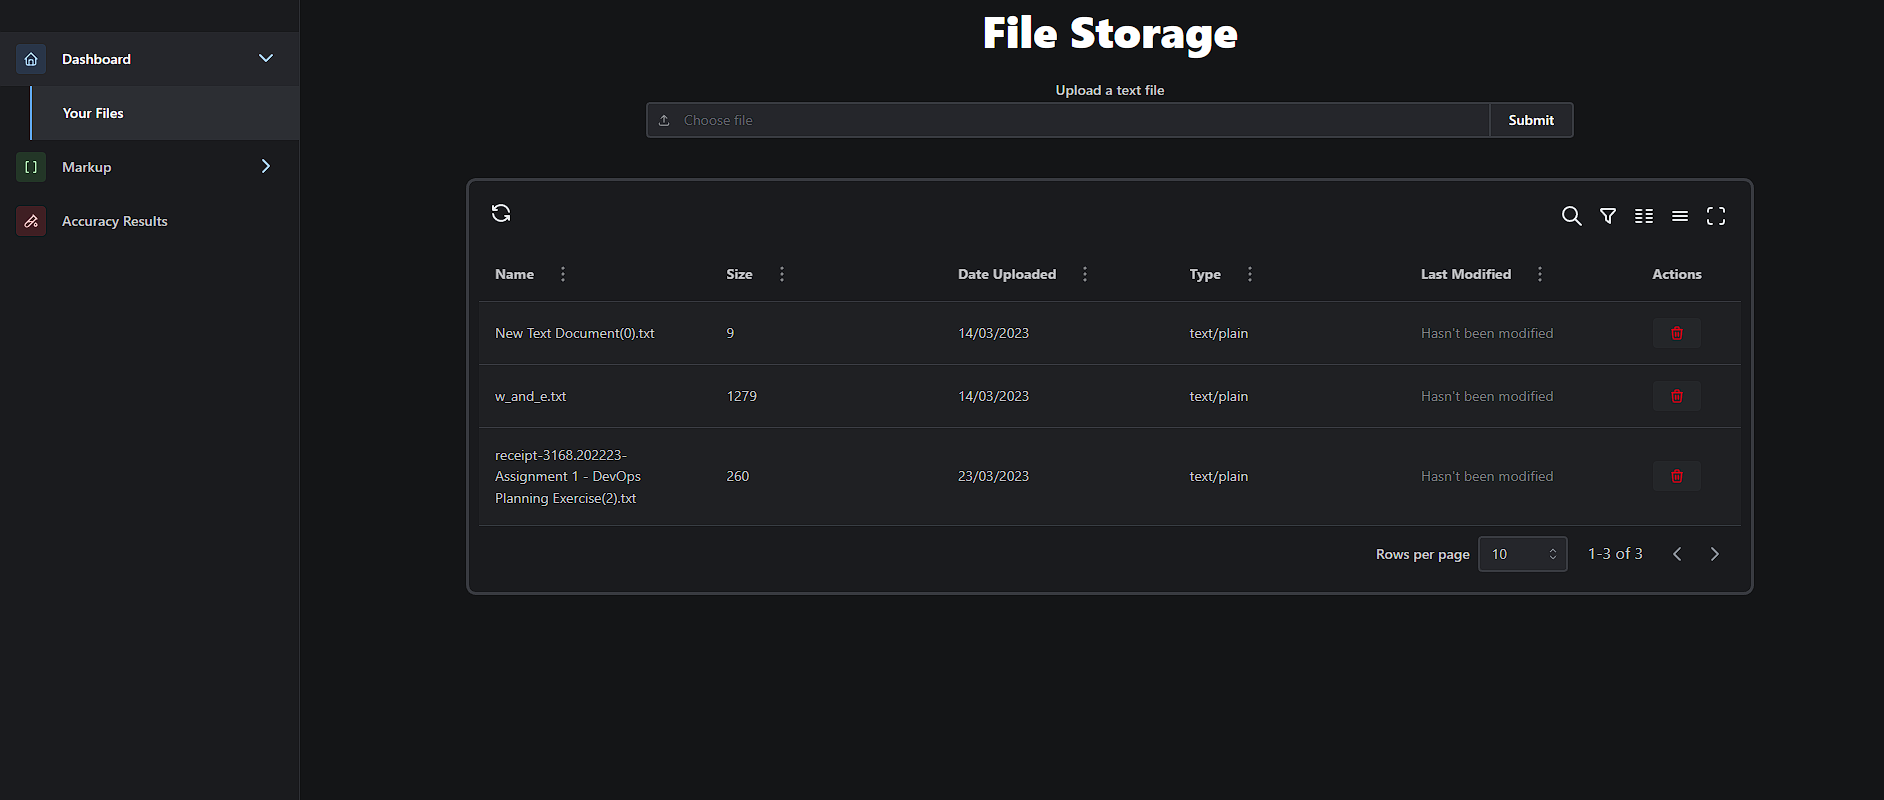 File Storage
Dashboard
Your Files
Markup
Accuracy Results
Upload a text file
Choose file Submit
Name Size Date Uploaded Type Last Modified Actions
New Text Document(0).txt 9 14/03/2023 text/plain Hasn't been modified
w_and_e.txt 1279 14/03/2023 text/plain Hasn't been modified
receipt-3168.202223-
Assignment 1 - DevOps 260 23/03/2023 text/plain Hasn't been modified
Planning Exercise(2).txt
Rows per page 10 1-3 of 3